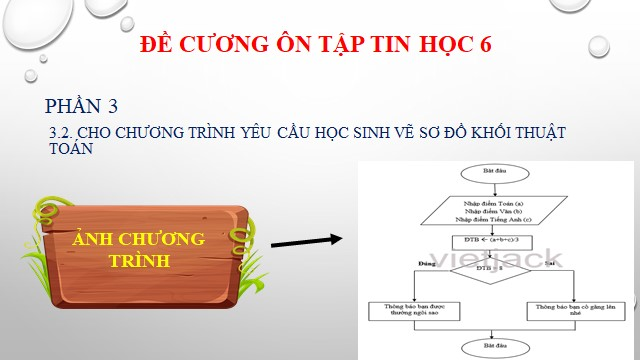 ĐỀ CƯƠNG ÔN TẬP TIN HỌC 6
PHẦN 3
3.2. CHO CHƯƠNG TRÌNH YÊU CẦU HỌC SINH VẼ SƠ ĐỒ KHỐI THUẬT
TOÁN
ẢNH CHƯƠNG
TRÌNH
Bắt đầu
Nhập điểm Toán (a)
Nhập điểm Văn (b)
Nhập điểm Tiếng Anh (c)
ĐTB ← (a+b+c)/3
vietjack
Đúng
Sai
Thông báo bạn được
thưởng ngôi sao
Thông báo bạn cố gắng lên
nhé
Bắt đầu